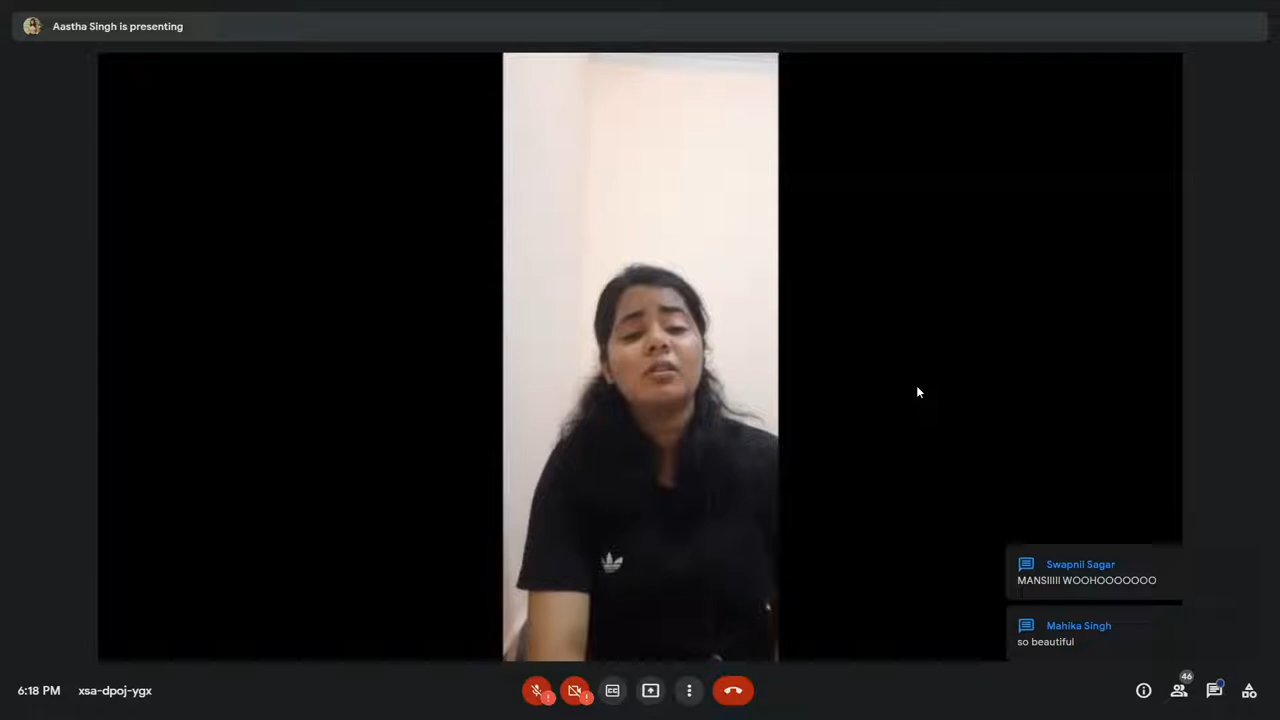 Aastha Singh is presenting
Swapnil Sagar
MANSIIIII WOOHOOOOOOO
Mahika Singh
so beautiful
6:18 PM xsa-dpoj-ygx
46